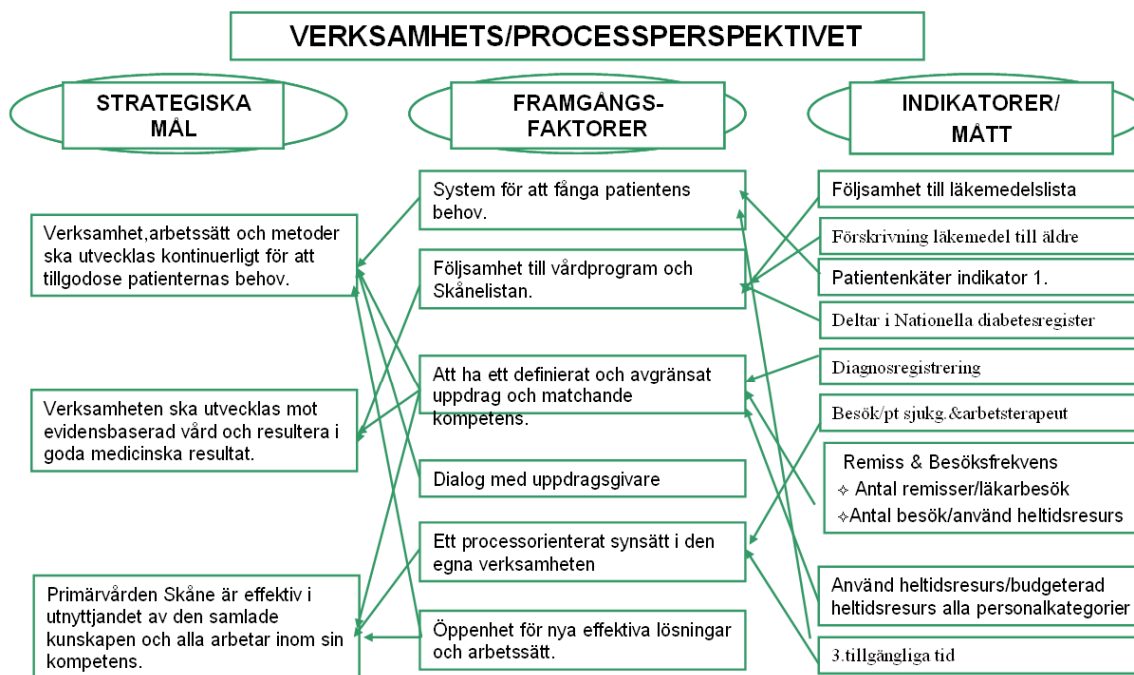 VERKSAMHETS/PROCESSPERSPEKTIVET
STRATEGISKA
MÅL
Verksamhet,arbetssätt och metoder
ska utvecklas kontinuerligt för att
tillgodose patienternas behov.
Verksamheten ska utvecklas mot
evidensbaserad vård och resultera i
goda medicinska resultat.
Primärvården Skåne är effektiv i
utnyttjandet av den samlade
kunskapen och alla arbetar inom sin
kompetens.
FRAMGÅNGS-
FAKTORER
System för att fånga patientens
behov.
Följsamhet till vårdprogram och
Skånelistan.
Att ha ett definierat och avgränsat
uppdrag och matchande
kompetens.
Dialog med uppdragsgivare
Ett processorienterat synsätt i den
egna verksamheten
Öppenhet för nya effektiva lösningar
och arbetssätt.
INDIKATORER/
MÅTT
Följsamhet till läkemedelslista
Förskrivning läkemedel till äldre
Patientenkäter indikator 1.
Deltar i Nationella diabetesregister
Diagnosregistrering
Besök/pt sjukg.&arbetsterapeut
Remiss & Besöksfrekvens
✧ Antal remisser/läkarbesök
✧Antal besök/använd heltidsresurs
Använd heltidsresurs/budgeterad
heltidsresurs alla personalkategorier
3.tillgängliga tid